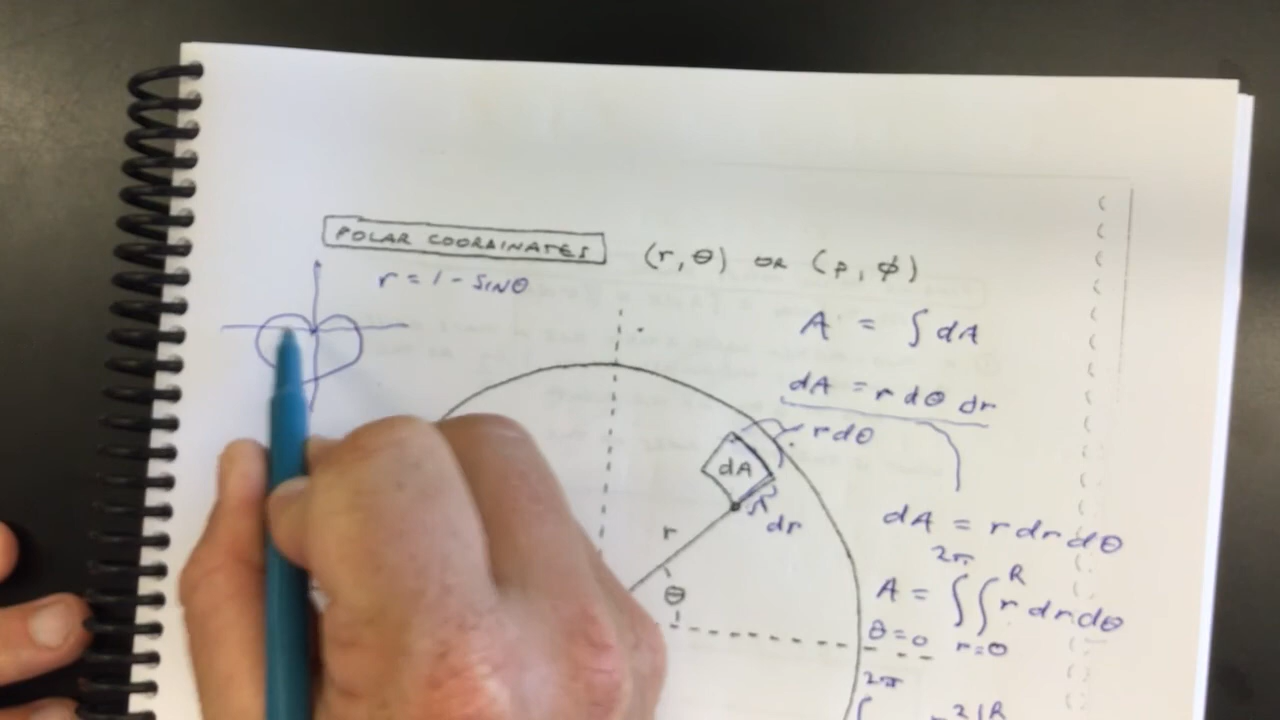 POLAR COORDINATES (r, θ) OR (ρ, ϕ)
r = 1 - SINθ
A = ∫ dA
dA = r dθ dr
r dθ
dA
dr
r
θ
dA = r dr dθ
2π R
A = ∫∫ r dr dθ
θ=0 r=0
2π